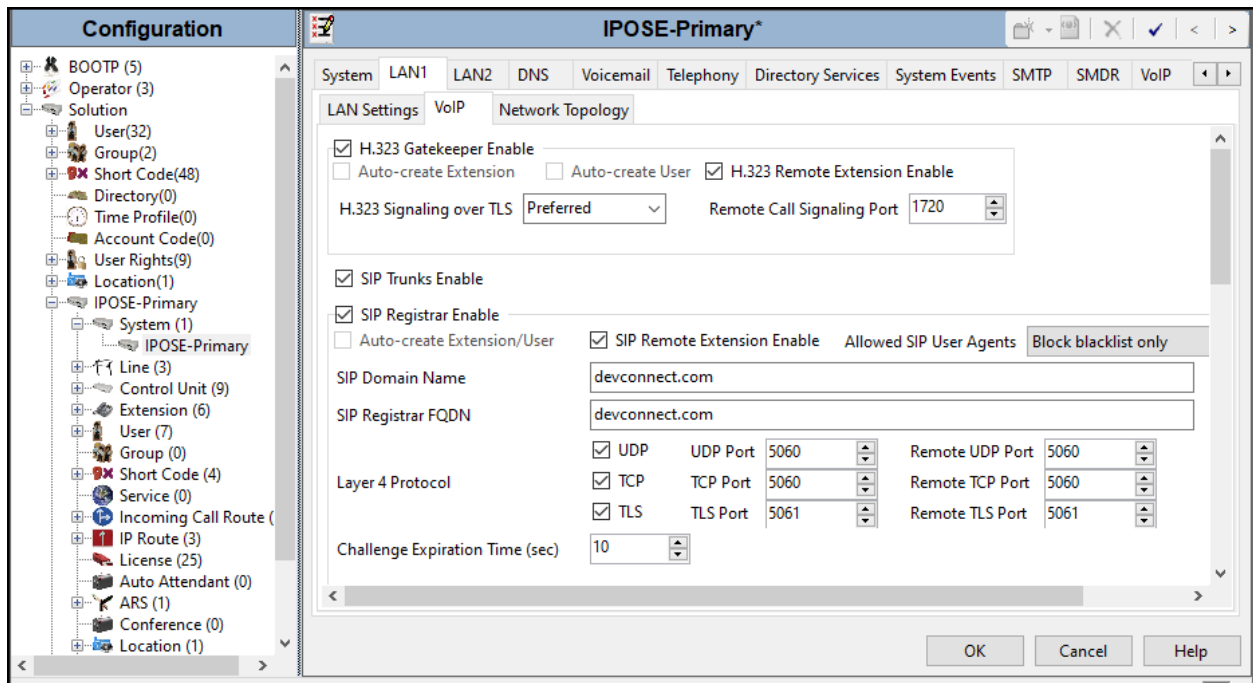 Configuration
BOOTP (5)
Operator (3)
Solution
User(32)
Group(2)
Short Code(48)
Directory(0)
Time Profile(0)
Account Code(0)
User Rights(9)
Location(1)
IPOSE-Primary
System (1)
IPOSE-Primary
Line (3)
Control Unit (9)
Extension (6)
User (7)
Group (0)
Short Code (4)
Service (0)
Incoming Call Route (
IP Route (3)
License (25)
Auto Attendant (0)
ARS (1)
Conference (0)
Location (1)
IPOSE-Primary*
System LAN1 LAN2 DNS Voicemail Telephony Directory Services System Events SMTP SMDR VoIP
LAN Settings VoIP Network Topology
H.323 Gatekeeper Enable
Auto-create Extension Auto-create User H.323 Remote Extension Enable
H.323 Signaling over TLS Preferred Remote Call Signaling Port 1720
SIP Trunks Enable
SIP Registrar Enable
Auto-create Extension/User SIP Remote Extension Enable Allowed SIP User Agents Block blacklist only
SIP Domain Name devconnect.com
SIP Registrar FQDN devconnect.com
UDP UDP Port 5060 Remote UDP Port 5060
Layer 4 Protocol TCP TCP Port 5060 Remote TCP Port 5060
TLS TLS Port 5061 Remote TLS Port 5061
Challenge Expiration Time (sec) 10
OK Cancel Help